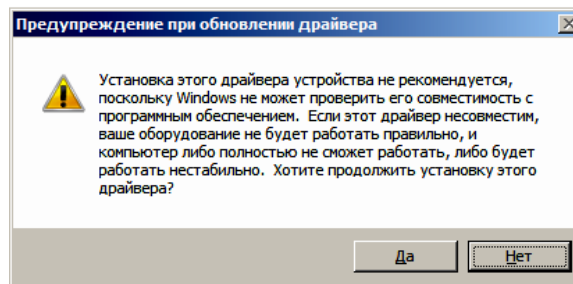 Предупреждение при обновлении драйвера
Установка этого драйвера устройства не рекомендуется,
поскольку Windows не может проверить его совместимость с
программным обеспечением. Если этот драйвер несовместим,
ваше оборудование не будет работать правильно, и
компьютер либо полностью не сможет работать, либо будет
работать нестабильно. Хотите продолжить установку этого
драйвера?
Да
Нет